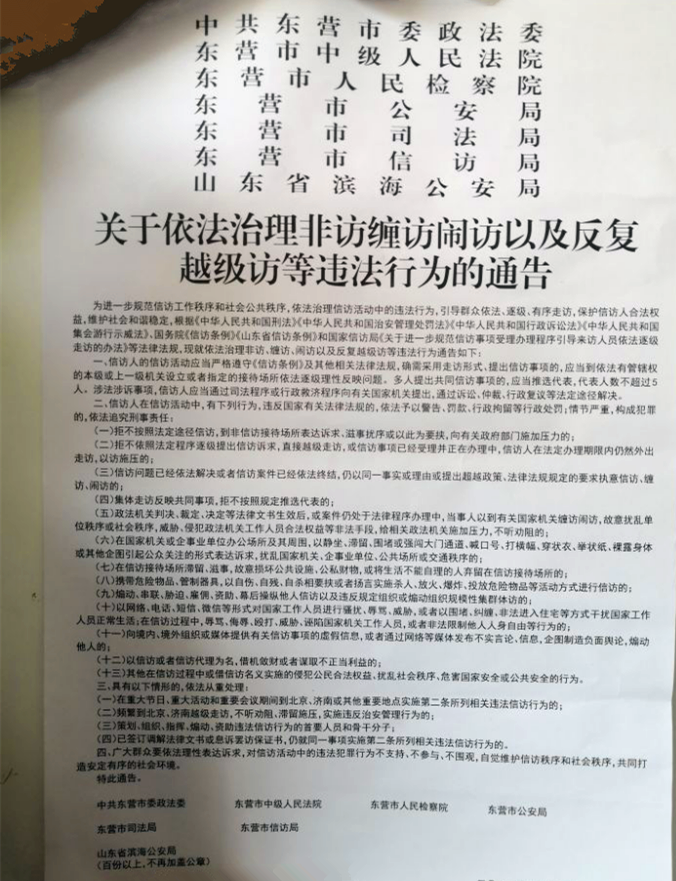 中共东营市委政法委
东营市中级人民法院
东营市人民检察院
东营市公安局
东营市司法局
东营市信访局
山东省滨海公安局
关于依法治理非访缠访闹访以及反复
越级访等违法行为的通告
为进一步规范信访工作秩序和社会公共秩序,依法治理信访活动中的违法行为,引导群众依法、逐级、有序走访,保护信访人合法权
益,维护社会和谐稳定,根据《中华人民共和国刑法》《中华人民共和国治安管理处罚法》《中华人民共和国行政诉讼法》《中华人民共和国
集会游行示威法》、国务院《信访条例》《山东省信访条例》和国家信访局《关于进一步规范信访事项受理办理程序引导来访人员依法逐级
走访的办法》等法律法规,现就依法治理非访、缠访、闹访以及反复越级访等违法行为通告如下:
一、信访人的信访活动应当严格遵守《信访条例》及其他相关法律法规,确需采用走访形式,提出信访事项的,应当到依法有管辖权
的本级或上一级机关设立或者指定的接待场所依法逐级理性反映问题。多人提出共同信访事项的,应当推选代表,代表人数不超过5
人。涉法涉诉事项,信访人应当通过司法程序或行政救济程序向有关国家机关提出,通过诉讼、仲裁、行政复议等法定途径解决。
二、信访人在信访活动中,有下列行为,违反国家有关法律法规的,依法予以警告、罚款、行政拘留等行政处罚;情节严重,构成犯罪
的,依法追究刑事责任:
(一)拒不按照法定途径信访,到非信访接待场所表达诉求、滋事扰序或以此为要挟,向有关政府部门施加压力的;
(二)拒不依照法定程序逐级提出信访诉求,直接越级走访,或信访事项已经受理并正在办理中,信访人在法定办理期限内仍然外出
走访,以访施压的;
(三)信访问题已经依法解决或者信访案件已经依法终结,仍以同一事实或理由或提出超越政策、法律法规规定的要求执意信访、缠
访、闹访的;
(四)集体走访反映共同事项,拒不按照规定推选代表的;
(五)政法机关判决、裁定、决定等法律文书生效后,或案件仍处于法律程序办理中,当事人以到有关国家机关缠访闹访,故意扰乱单
位秩序或社会秩序,威胁、侵犯政法机关工作人员合法权益等非法手段,给相关政法机关施加压力,不听劝阻的;
(六)在国家机关或企事业单位办公场所及其周围,以静坐、滞留、围堵或强闯大门通道、喊口号、打横幅、穿状衣、举状纸、裸露身体
或其他企图引起公众关注的形式表达诉求,扰乱国家机关、企事业单位、公共场所或交通秩序的;
(七)在信访接待场所滞留、滋事,故意损坏公共设施、公私财物,或将生活不能自理的人弃留在信访接待场所的;
(八)携带危险物品、管制器具,以自伤、自残、自杀相要挟或者扬言实施杀人、放火、爆炸、投放危险物品等活动方式进行信访的;
(九)煽动、串联、胁迫、雇佣、资助、幕后操纵他人信访以及违反规定组织或煽动组织规模性集群体访的;
(十)以网络、电话、短信、微信等形式对国家工作人员进行骚扰、辱骂、威胁,或者以围堵、纠缠、非法进入住宅等方式干扰国家工作
人员正常生活;在信访过程中,辱骂、侮辱、殴打、威胁、诬陷国家机关工作人员,或者非法限制他人人身自由等行为的;
(十一)向境内、境外组织或媒体提供有关信访事项的虚假信息,或者通过网络等媒体发布不实言论、信息,企图制造负面舆论,煽动
他人的;
(十二)以信访或者信访代理为名,借机敛财或者谋取不正当利益的;
(十三)其他在信访过程中或借信访名义实施的侵犯公民合法权益、扰乱社会秩序、危害国家安全或公共安全的行为。
三、具有以下情形的,依法从重处理:
(一)在重大节日、重大活动和重要会议期间到北京、济南或其他重要地点实施第二条所列相关违法信访行为的;
(二)频繁到北京、济南越级走访,不听劝阻、滞留施压,实施违反治安管理行为的;
(三)策划、组织、指挥、煽动、资助违法信访行为的首要人员和骨干分子;
(四)已签订调解法律文书或息诉罢访保证书,仍就同一事项实施第二条所列相关违法信访行为的。
四、广大群众要依法理性表达诉求,对信访活动中的违法犯罪行为不支持、不参与、不围观,自觉维护信访秩序和社会秩序,共同打
造安定有序的社会环境。
特此通告。
中共东营市委政法委 东营市中级人民法院 东营市人民检察院 东营市公安局
东营市司法局 东营市信访局
山东省滨海公安局
(百份以上,不再加盖公章)